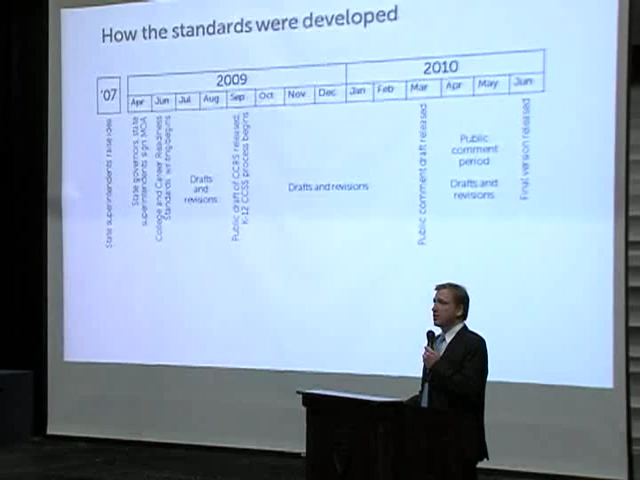 How the standards were developed
'07
2009
2010
Apr Jun Jul Aug Sep Oct Nov Dec Jan Feb Mar Apr May Jun
State superintendents raise idea
State governors, state
superintendents sign MOA
College and Career Readiness
Standards writing begins
Drafts
and
revisions
Public draft of CCRS released;
K-12 CCSS process begins
Drafts and revisions
Public comment draft released
Public
comment
period
Drafts and
revisions
Final version released